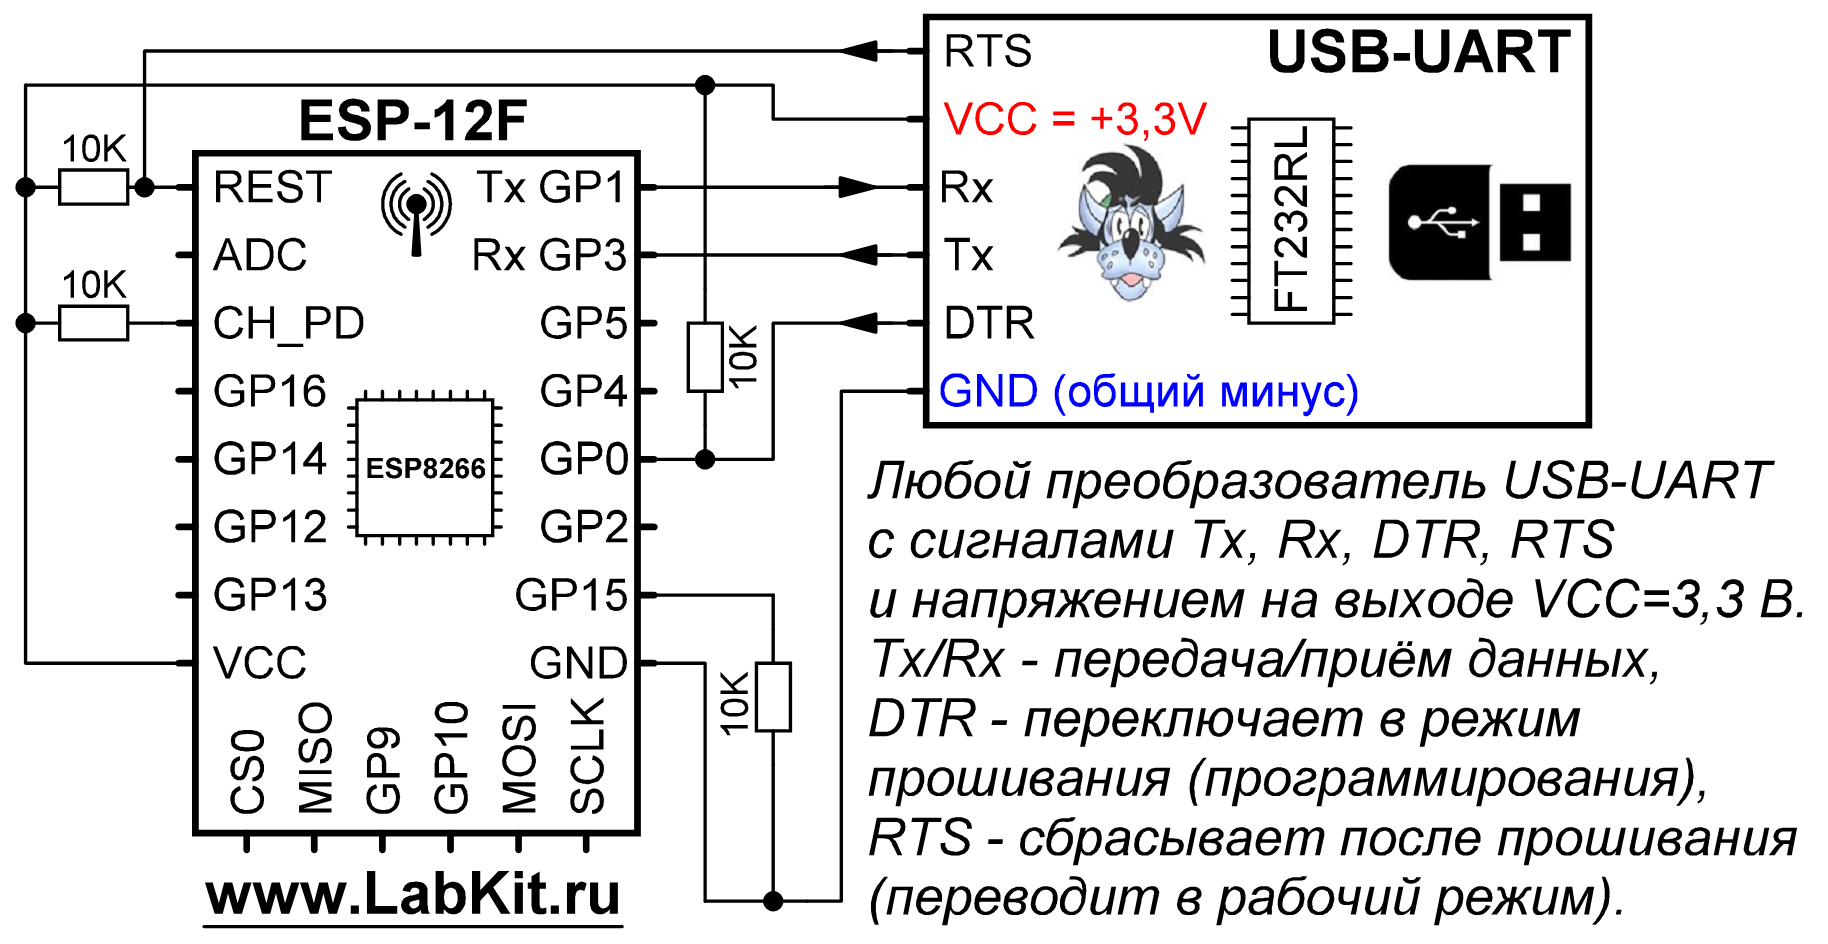 RTS
USB-UART
VCC = +3,3V
ESP-12F
10K
REST
Tx GP1
Rx
ADC
Rx GP3
Tx
FT232RL
10K
CH_PD
GP5
DTR
10K
GP16
GP4
GND (общий минус)
GP14
ESP8266
GP0
GP12
GP2
GP13
GP15
VCC
GND
10K
CS0
MISO
GP9
GP10
MOSI
SCLK
www.LabKit.ru
Любой преобразователь USB-UART
с сигналами Tx, Rx, DTR, RTS
и напряжением на выходе VCC=3,3 В.
Tx/Rx - передача/приём данных,
DTR - переключает в режим
прошивания (программирования),
RTS - сбрасывает после прошивания
(переводит в рабочий режим).